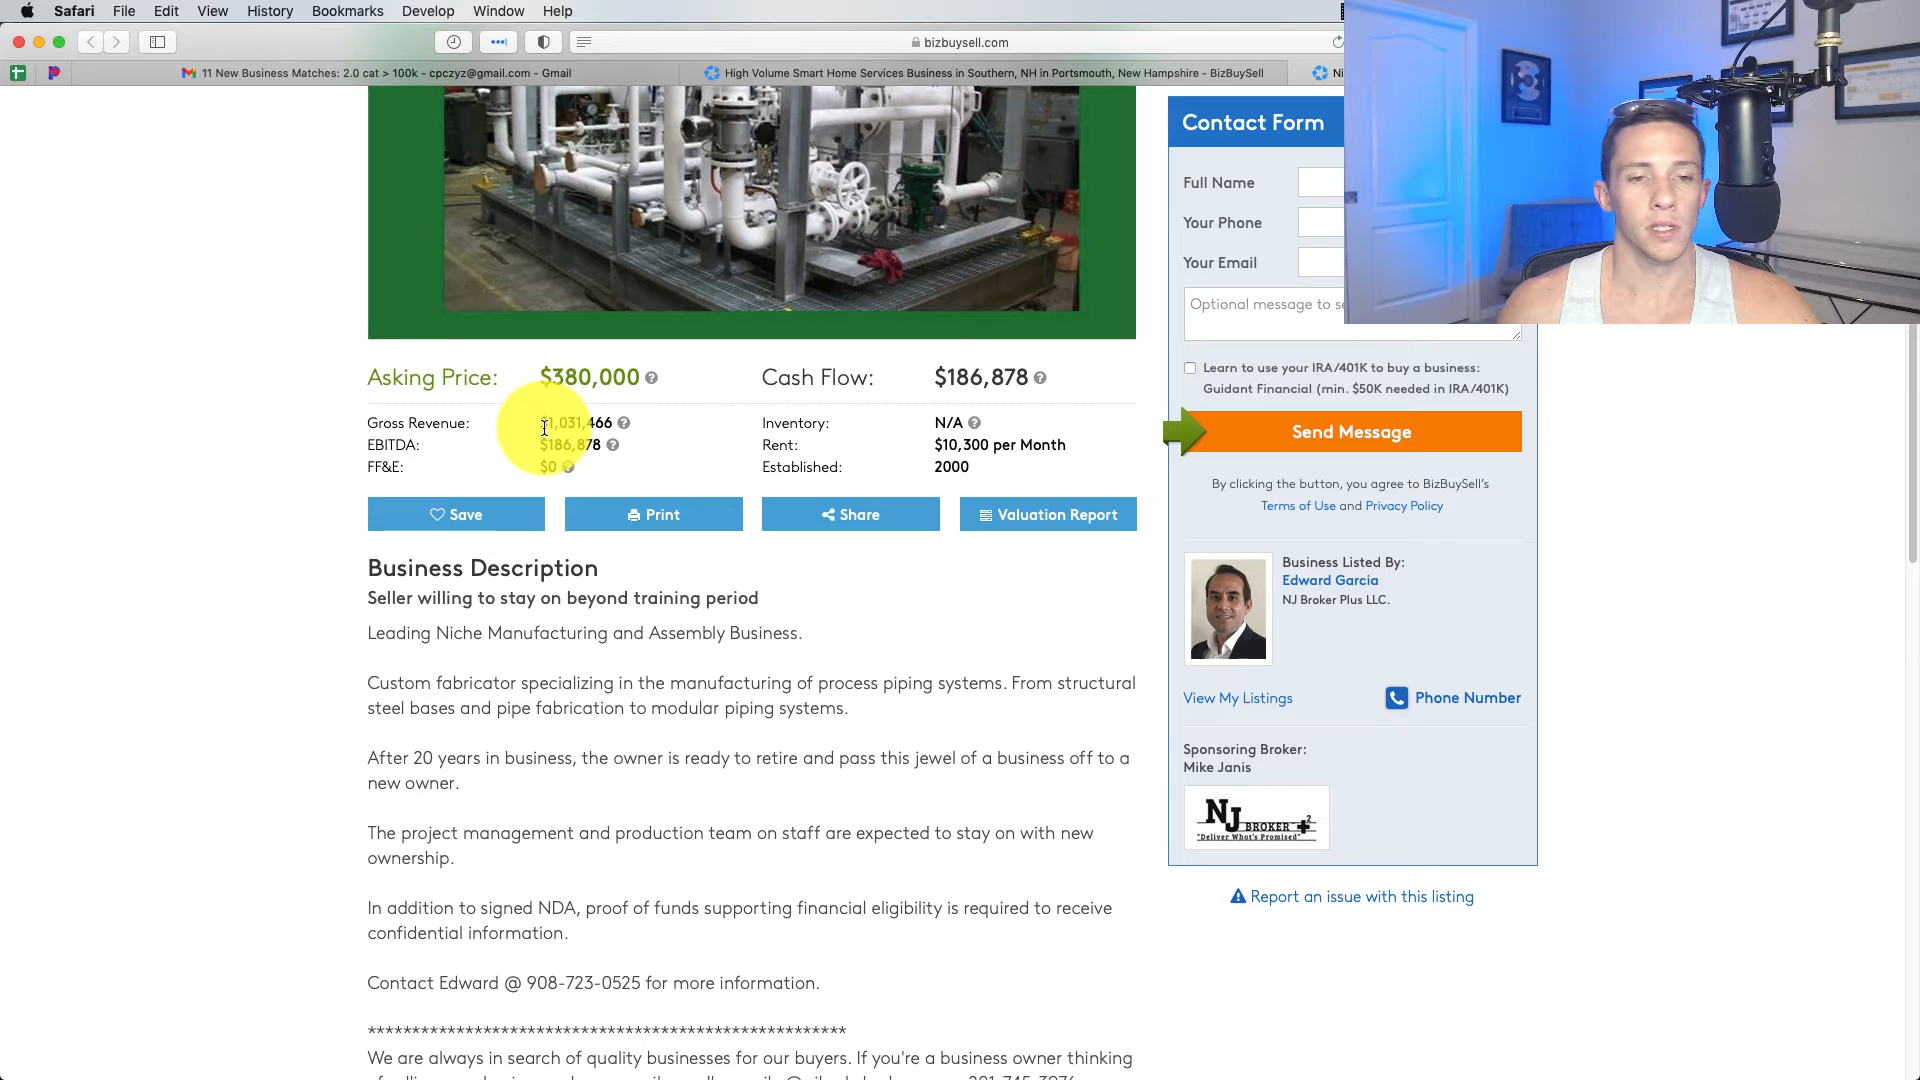 Safari File Edit View History Bookmarks Develop Window Help
bizbuysell.com
11 New Business Matches: 2.0 cat > 100k - cpczyz@gmail.com - Gmail
High Volume Smart Home Services Business in Southern, NH in Portsmouth, New Hampshire - BizBuySell
Ni
Contact Form
Full Name
Your Phone
Your Email
Optional message to se
Learn to use your IRA/401K to buy a business:
Guidant Financial (min. $50K needed in IRA/401K)
Send Message
By clicking the button, you agree to BizBuySell's
Terms of Use and Privacy Policy
Asking Price: $380,000 Cash Flow: $186,878
Gross Revenue: $1,031,466 Inventory: N/A
EBITDA: $186,878 Rent: $10,300 per Month
FF&E: $0 Established: 2000
Save Print Share Valuation Report
Business Description
Seller willing to stay on beyond training period
Leading Niche Manufacturing and Assembly Business.
Custom fabricator specializing in the manufacturing of process piping systems. From structural
steel bases and pipe fabrication to modular piping systems.
After 20 years in business, the owner is ready to retire and pass this jewel of a business off to a
new owner.
The project management and production team on staff are expected to stay on with new
ownership.
In addition to signed NDA, proof of funds supporting financial eligibility is required to receive
confidential information.
Contact Edward @ 908-723-0525 for more information.
******************************************************
We are always in search of quality businesses for our buyers. If you're a business owner thinking
Business Listed By:
Edward Garcia
NJ Broker Plus LLC.
View My Listings Phone Number
Sponsoring Broker:
Mike Janis
NJ BROKER +2
"Deliver What's Promised"
Report an issue with this listing